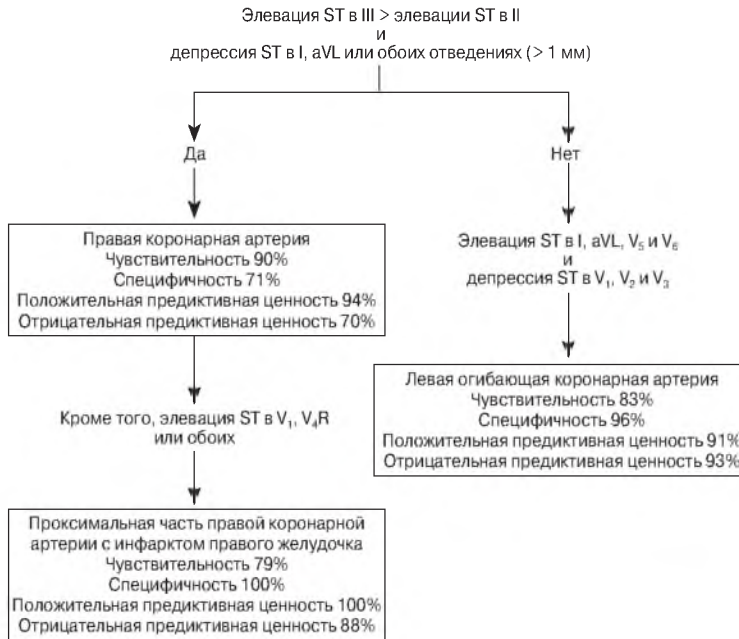 Элевация ST в III > элевации ST в II
и
депрессия ST в I, aVL или обоих отведениях (> 1 мм)
Да
Нет
Правая коронарная артерия
Чувствительность 90%
Специфичность 71%
Положительная предиктивная ценность 94%
Отрицательная предиктивная ценность 70%
Кроме того, элевация ST в V₁, V₄R
или обоих
Проксимальная часть правой коронарной
артерии с инфарктом правого желудочка
Чувствительность 79%
Специфичность 100%
Положительная предиктивная ценность 100%
Отрицательная предиктивная ценность 88%
Элевация ST в I, aVL, V₅ и V₆
и
депрессия ST в V₁, V₂ и V₃
Левая огибающая коронарная артерия
Чувствительность 83%
Специфичность 96%
Положительная предиктивная ценность 91%
Отрицательная предиктивная ценность 93%